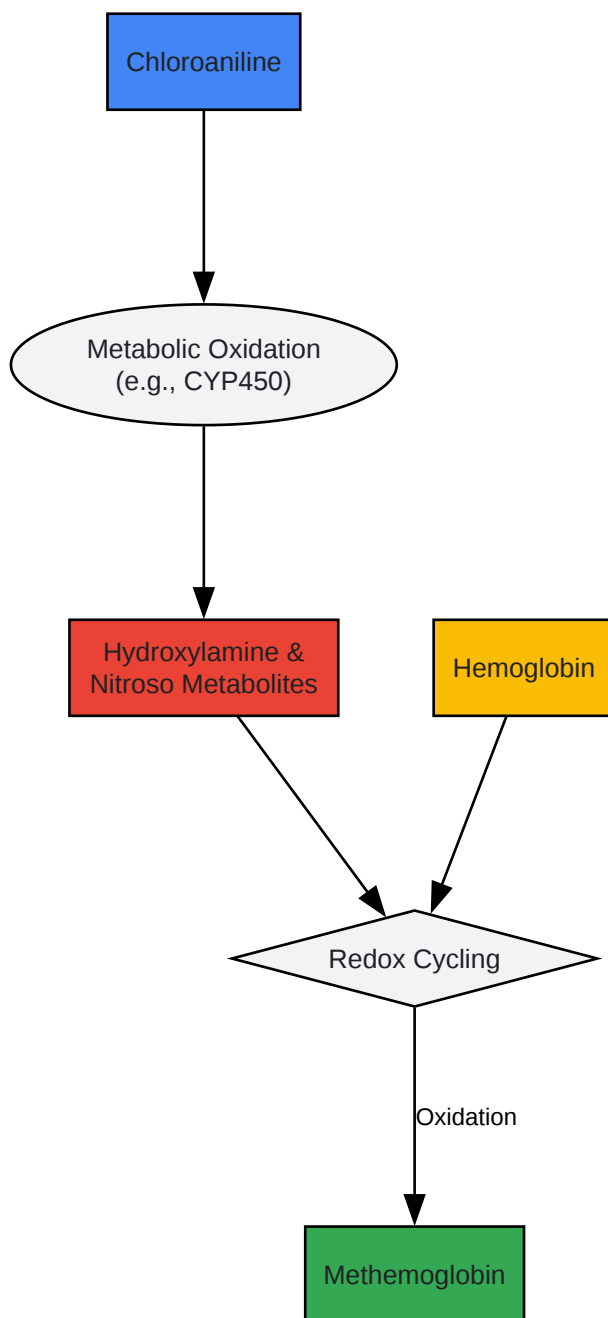 Chloroaniline
Metabolic Oxidation
(e.g., CYP450)
Hydroxylamine &
Nitroso Metabolites
Hemoglobin
Redox Cycling
Oxidation
Methemoglobin